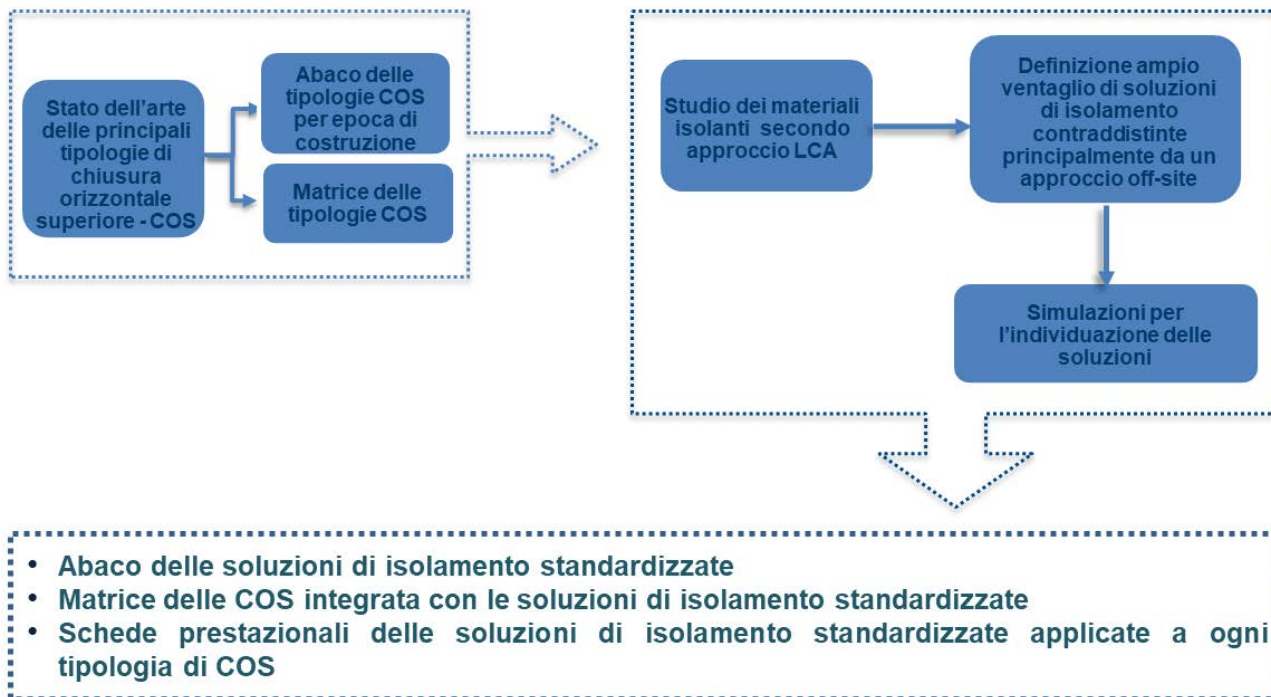 Stato dell'arte
delle principali
tipologie di
chiusura
orizzontale
superiore - COS
Abaco delle
tipologie COS
per epoca di
costruzione
Matrice delle
tipologie COS
Studio dei materiali
isolanti secondo
approccio LCA
Definizione ampio
ventaglio di soluzioni
di isolamento
contraddistinte
principalmente da un
approccio off-site
Simulazioni per
l'individuazione delle
soluzioni
• Abaco delle soluzioni di isolamento standardizzate
• Matrice delle COS integrata con le soluzioni di isolamento standardizzate
• Schede prestazionali delle soluzioni di isolamento standardizzate applicate a ogni
tipologia di COS